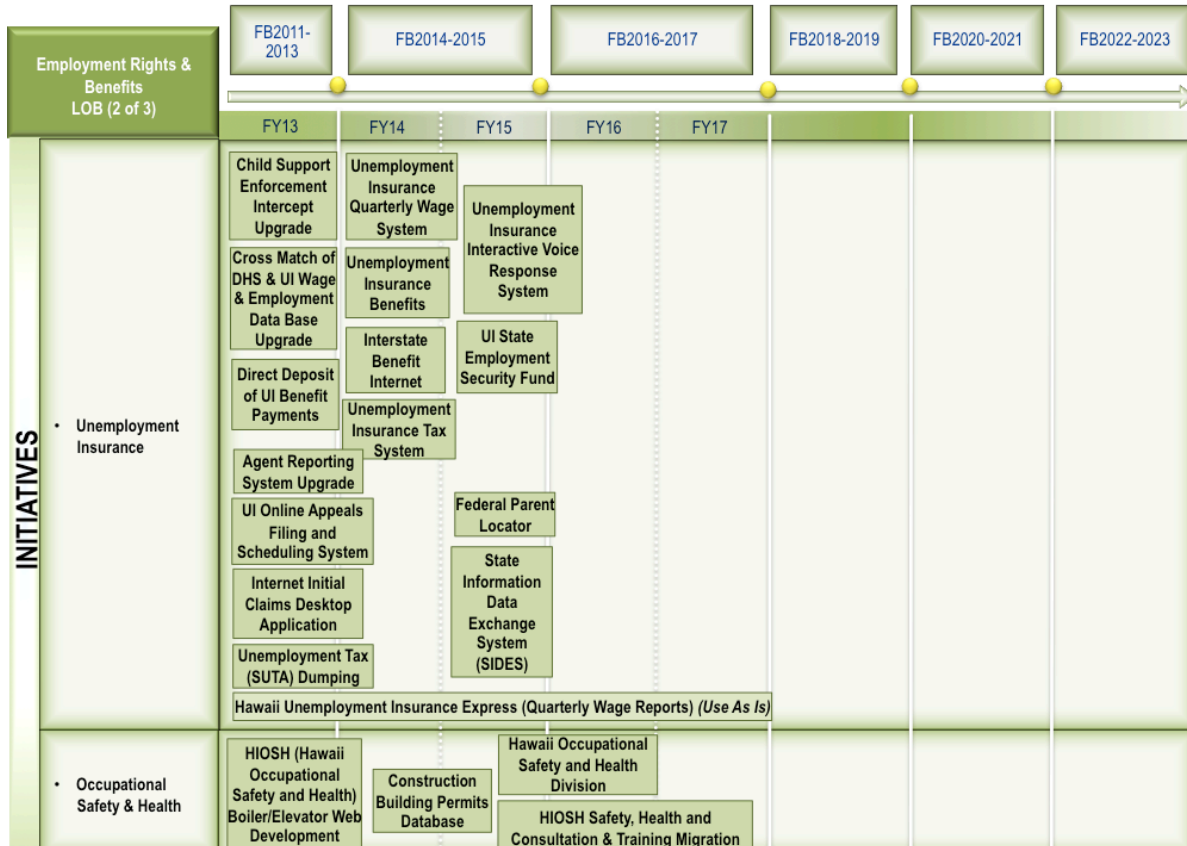 Employment Rights &
Benefits
LOB (2 of 3)
FB2011-
2013
FB2014-2015
FB2016-2017
FB2018-2019
FB2020-2021
FB2022-2023
FY13
FY14
FY15
FY16
FY17
INITIATIVES
• Unemployment
Insurance
Child Support
Enforcement
Intercept
Upgrade
Cross Match of
DHS & UI Wage
& Employment
Data Base
Upgrade
Direct Deposit
of UI Benefit
Payments
Agent Reporting
System Upgrade
UI Online Appeals
Filing and
Scheduling System
Internet Initial
Claims Desktop
Application
Unemployment Tax
(SUTA) Dumping
Unemployment
Insurance
Quarterly Wage
System
Unemployment
Insurance
Benefits
Interstate
Benefit
Internet
Unemployment
Insurance Tax
System
Unemployment
Insurance
Interactive Voice
Response
System
UI State
Employment
Security Fund
Federal Parent
Locator
State
Information
Data
Exchange
System
(SIDES)
Hawaii Unemployment Insurance Express (Quarterly Wage Reports) (Use As Is)
• Occupational
Safety & Health
HIOSH (Hawaii
Occupational
Safety and Health)
Boiler/Elevator Web
Development
Construction
Building Permits
Database
Hawaii Occupational
Safety and Health
Division
HIOSH Safety, Health and
Consultation & Training Migration